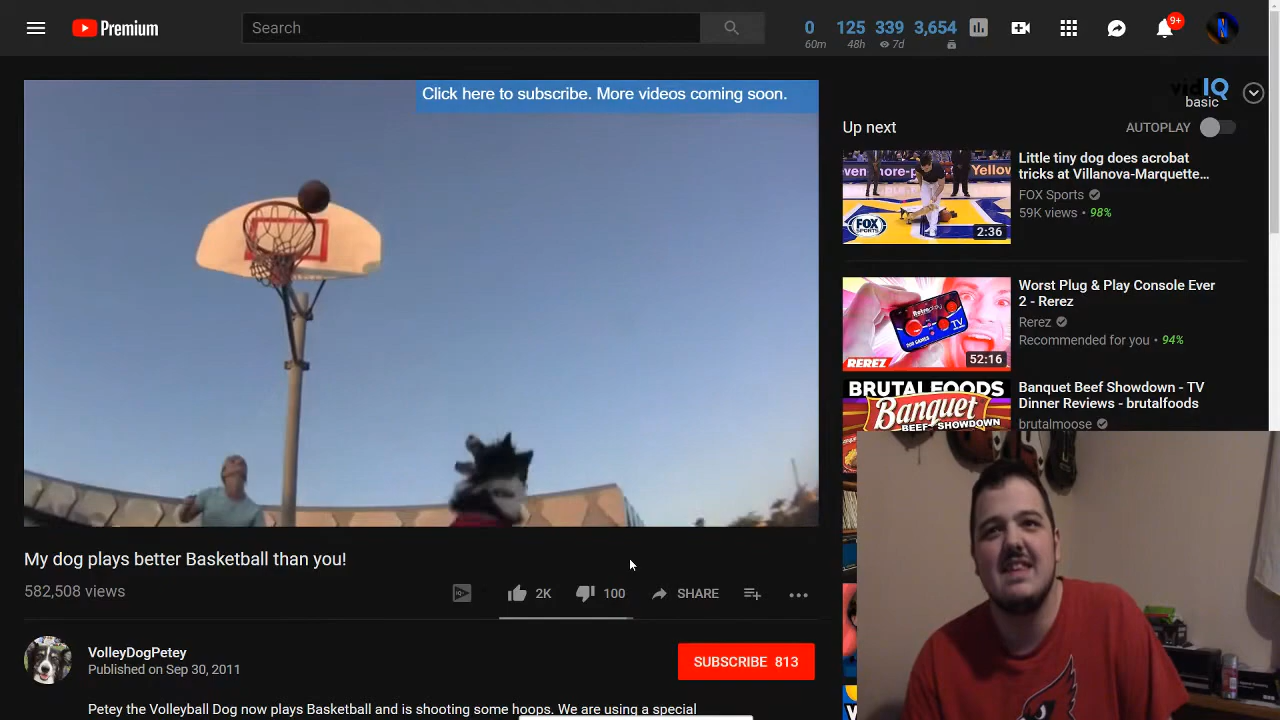 Premium
Search
0 125 339 3,654
60m 48h 7d
9+
Click here to subscribe. More videos coming soon.
vidIQ
basic
Up next
AUTOPLAY
Little tiny dog does acrobat
tricks at Villanova-Marquette...
FOX Sports
59K views • 98%
Yellow
FOX
SPORTS
2:36
Worst Plug & Play Console Ever
2 - Rerez
Rerez
Recommended for you • 94%
TV
REREZ
52:16
Banquet Beef Showdown - TV
Dinner Reviews - brutalfoods
brutalmoose
BRUTALFOODS
Banquet
BEEF SHOWDOWN
My dog plays better Basketball than you!
582,508 views
2K 100 SHARE
VolleyDogPetey
Published on Sep 30, 2011
SUBSCRIBE 813
Petey the Volleyball Dog now plays Basketball and is shooting some hoops. We are using a special